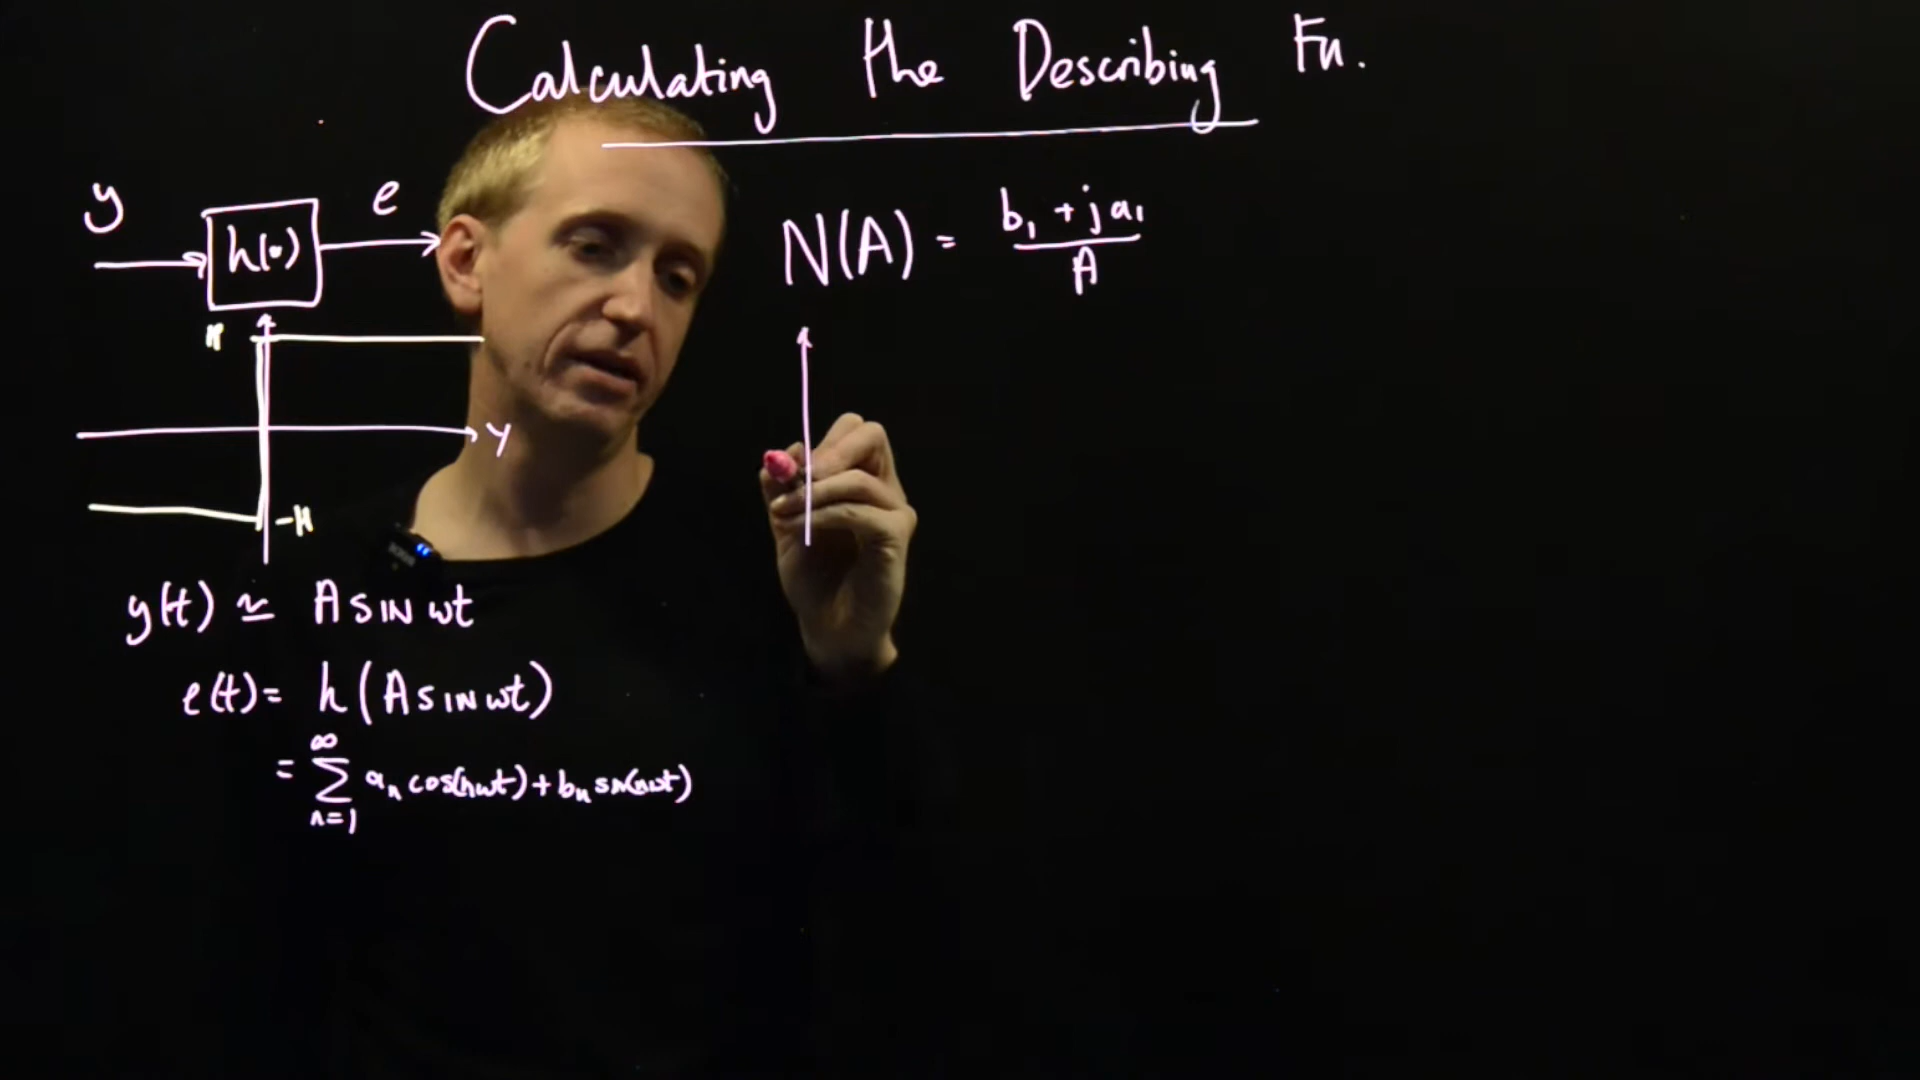 Calculating the Describing Fn.
y h(·) e
N(A) = b₁ + ja₁ / A
H
y
-H
y(t) ≃ A SIN ωt
e(t) = h(A SIN ωt)
= ∑ₙ₌₁^∞ aₙ cos(nωt) + bₙ sin(nωt)